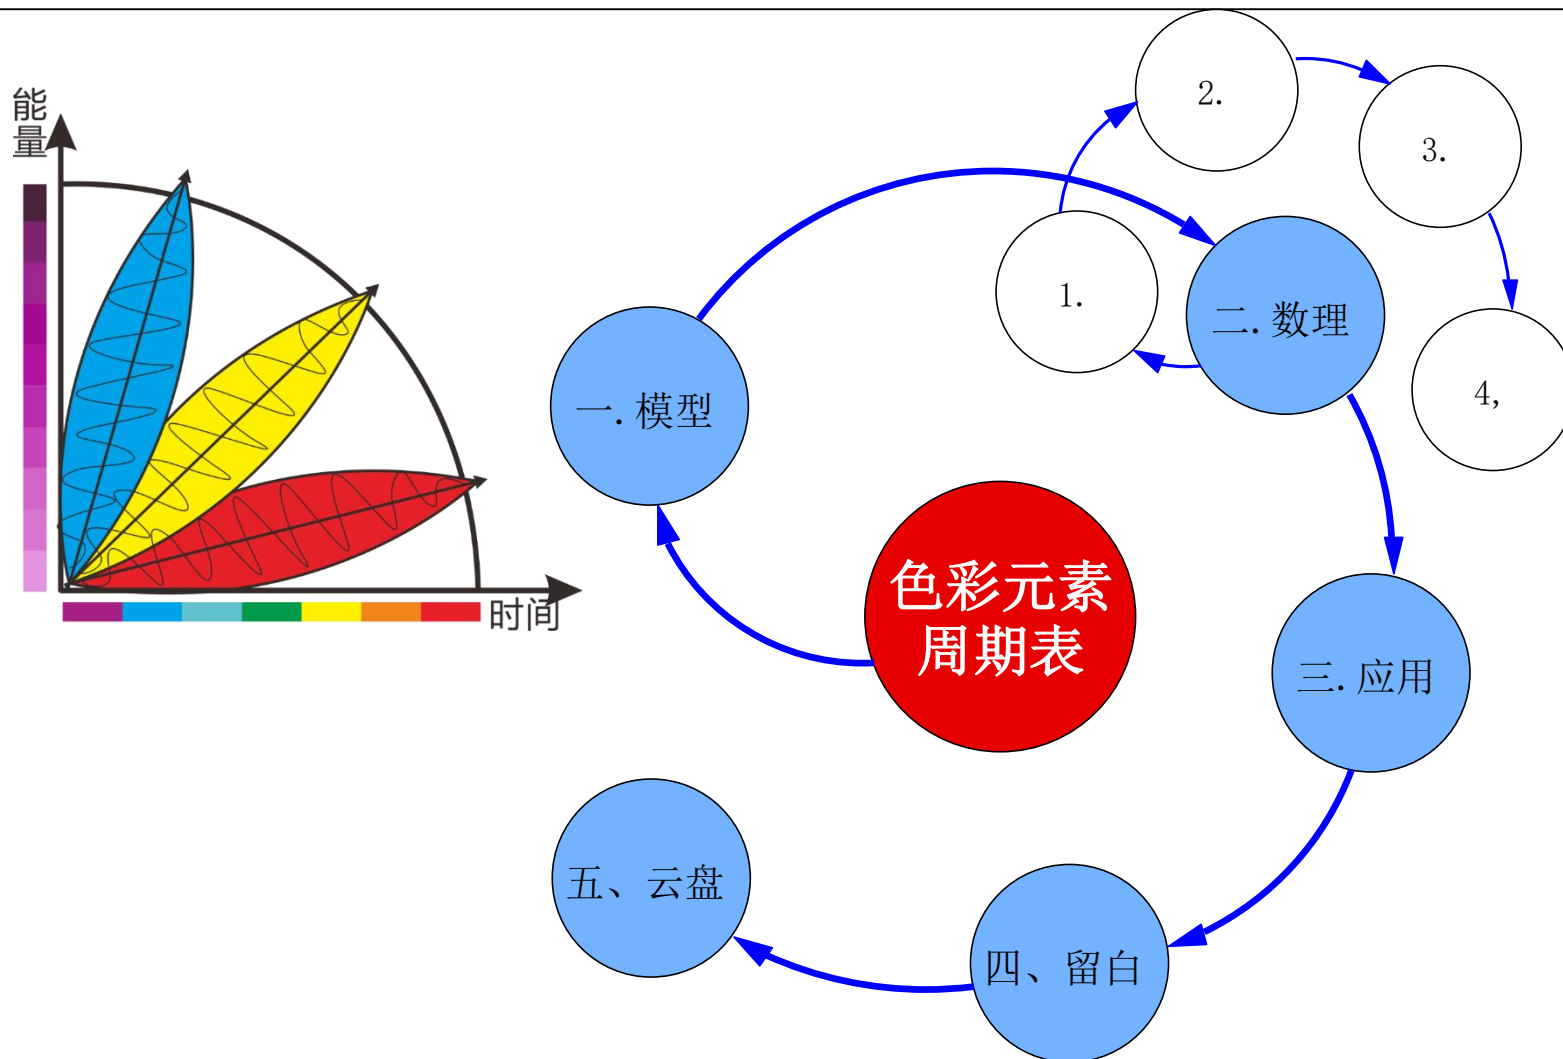 能
量
时间
2.
3.
1.
二.数理
4,
一.模型
色彩元素
周期表
三.应用
五、云盘
四、留白